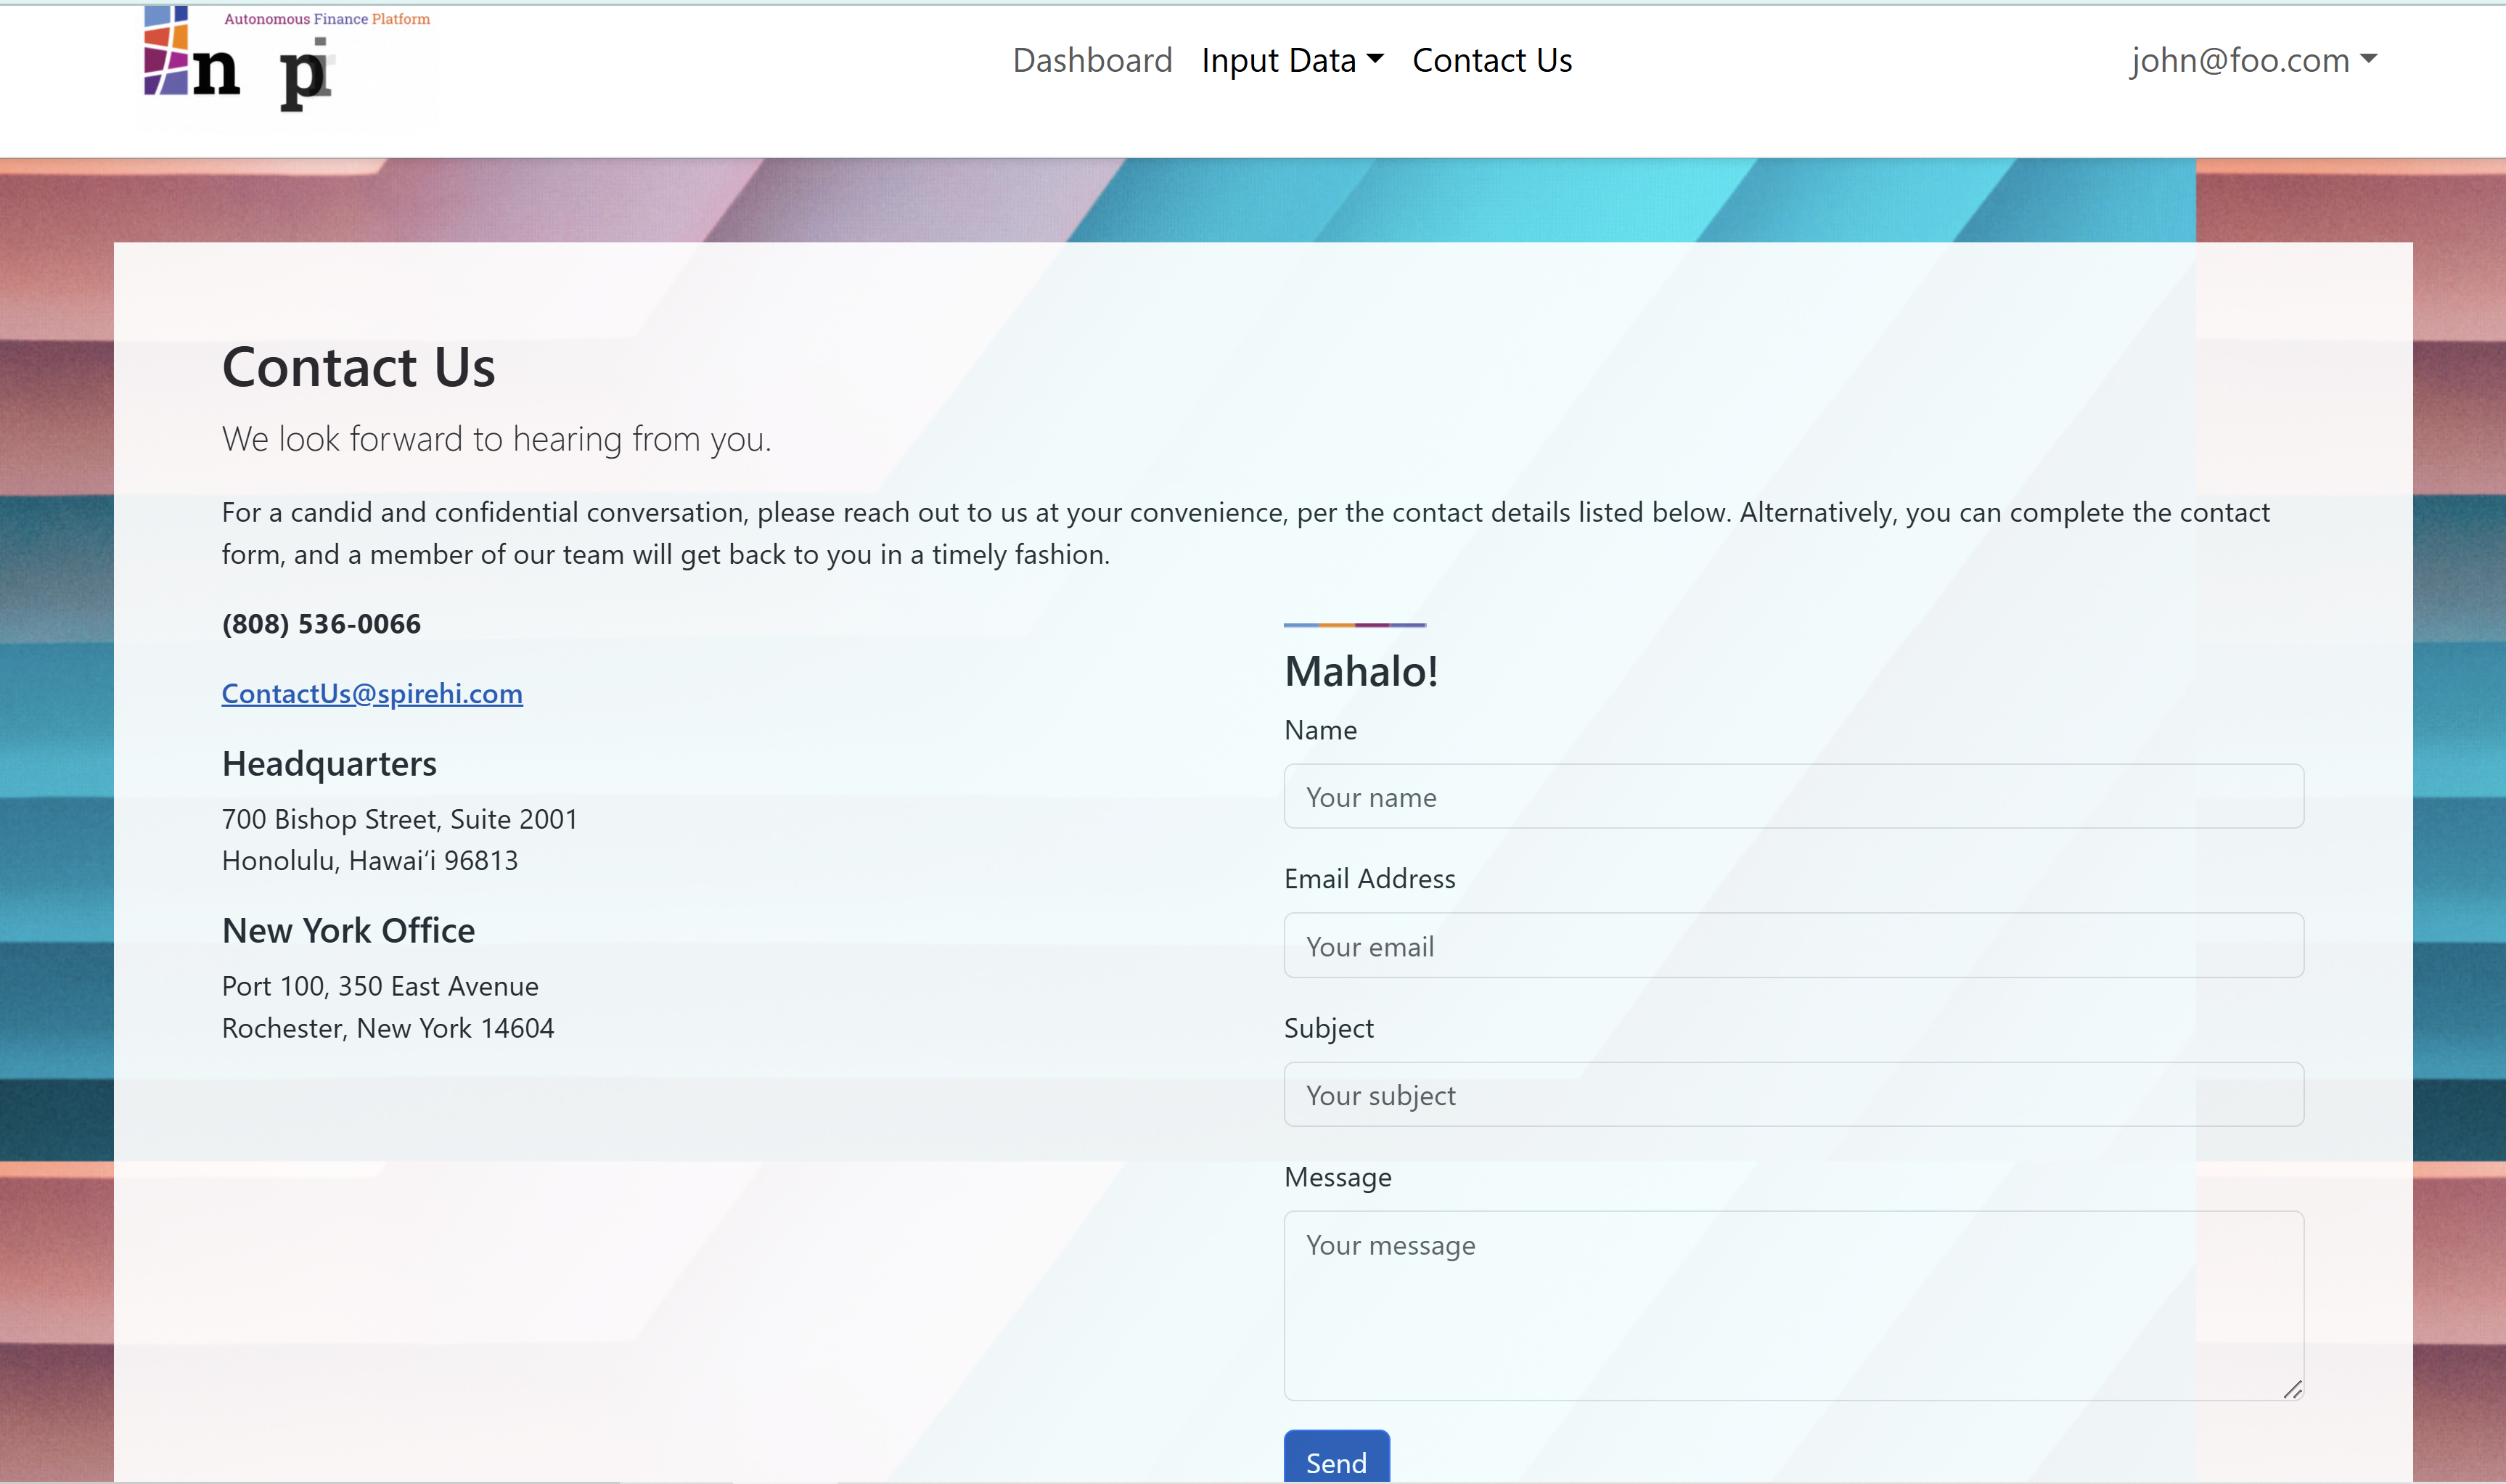 Autonomous Finance Platform
n pi
Dashboard Input Data Contact Us john@foo.com
Contact Us
We look forward to hearing from you.
For a candid and confidential conversation, please reach out to us at your convenience, per the contact details listed below. Alternatively, you can complete the contact
form, and a member of our team will get back to you in a timely fashion.
(808) 536-0066
ContactUs@spirehi.com
Headquarters
700 Bishop Street, Suite 2001
Honolulu, Hawaiʻi 96813
New York Office
Port 100, 350 East Avenue
Rochester, New York 14604
Mahalo!
Name
Your name
Email Address
Your email
Subject
Your subject
Message
Your message
Send